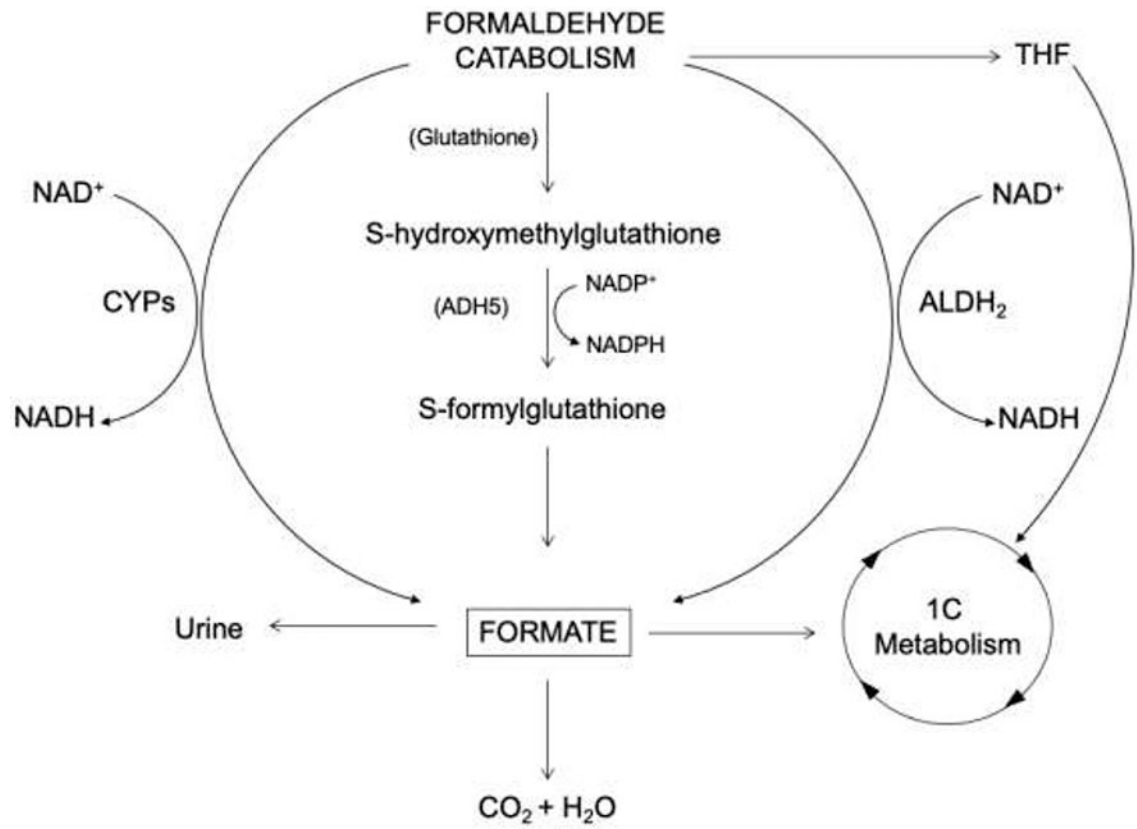 FORMALDEHYDE
CATABOLISM
THF
(Glutathione)
NAD⁺
NAD⁺
S-hydroxymethylglutathione
NADP⁺
CYPs
(ADH5)
ALDH₂
NADPH
S-formylglutathione
NADH
NADH
1C
Metabolism
Urine
FORMATE
CO₂ + H₂O